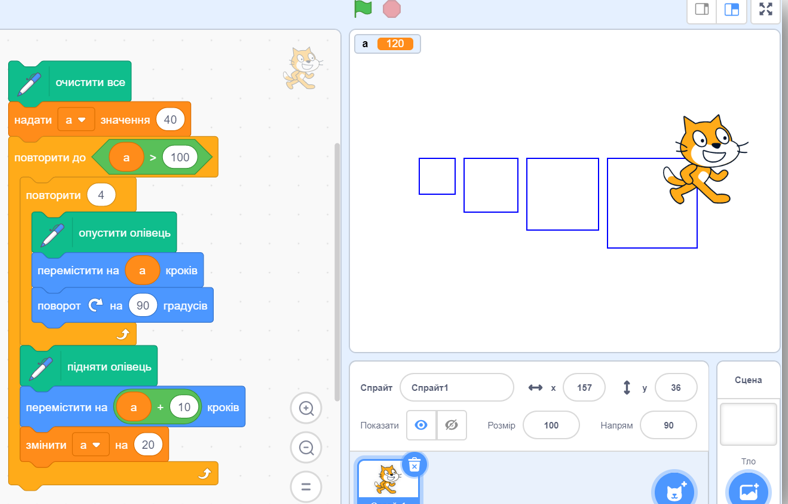 очистити все
надати a значення 40
повторити до a > 100
повторити 4
опустити олівець
перемістити на a кроків
поворот на 90 градусів
підняти олівець
перемістити на a + 10 кроків
змінити a на 20
a 120
Спрайт Спрайт1 x 157 y 36
Показати Розмір 100 Напрям 90
Сцена
Тло